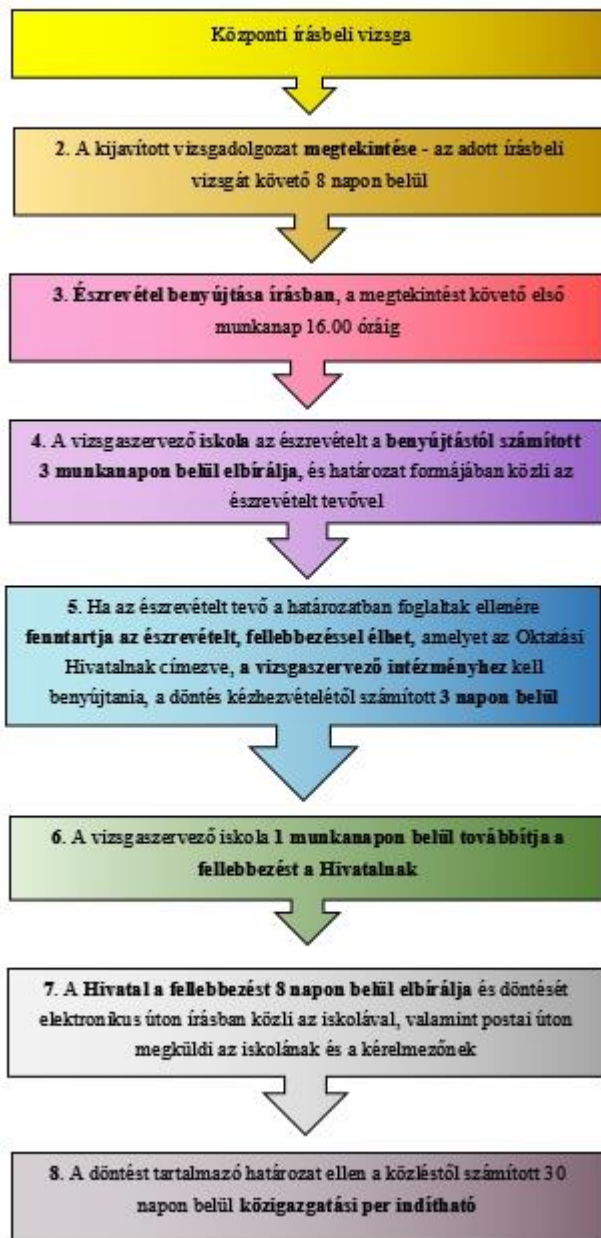 Központi írásbeli vizsga
2. A kijavított vizsgadolgozat megtekintése - az adott írásbeli
vizsgát követő 8 napon belül
3. Észrevétel benyújtása írásban, a megtekintést követő első
munkanap 16.00 óráig
4. A vizsgaszervező iskola az észrevételt a benyújtástól számított
3 munkanapon belül elbírálja, és határozat formájában közli az
észrevételt tevővel
5. Ha az észrevételt tevő a határozatban foglaltak ellenére
fenntartja az észrevételt, fellebbezéssel élhet, amelyet az Oktatási
Hivatalnak címezve, a vizsgaszervező intézményhez kell
benyújtania, a döntés kézhezvételétől számított 3 napon belül
6. A vizsgaszervező iskola 1 munkanapon belül továbbítja a
fellebbezést a Hivatalnak
7. A Hivatal a fellebbezést 8 napon belül elbírálja és döntését
elektronikus úton írásban közli az iskolával, valamint postai úton
megküldi az iskolának és a kérelmezőnek
8. A döntést tartalmazó határozat ellen a közléstől számított 30
napon belül közigazgatási per indítható